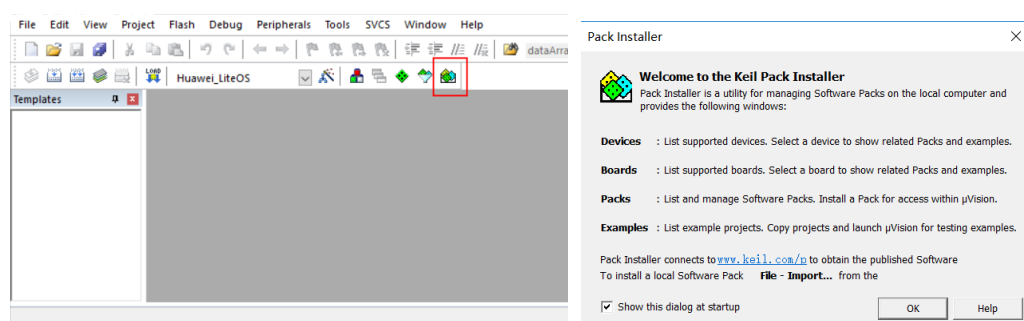 File Edit View Project Flash Debug Peripherals Tools SVCS Window Help
dataArra
LOAD
Huawei_LiteOS
Templates
Pack Installer
Welcome to the Keil Pack Installer
Pack Installer is a utility for managing Software Packs on the local computer and
provides the following windows:
Devices : List supported devices. Select a device to show related Packs and examples.
Boards : List supported boards. Select a board to show related Packs and examples.
Packs : List and manage Software Packs. Install a Pack for access within µVision.
Examples : List example projects. Copy projects and launch µVision for testing examples.
Pack Installer connects to www.keil.com/p to obtain the published Software
To install a local Software Pack File - Import... from the
Show this dialog at startup
OK Help